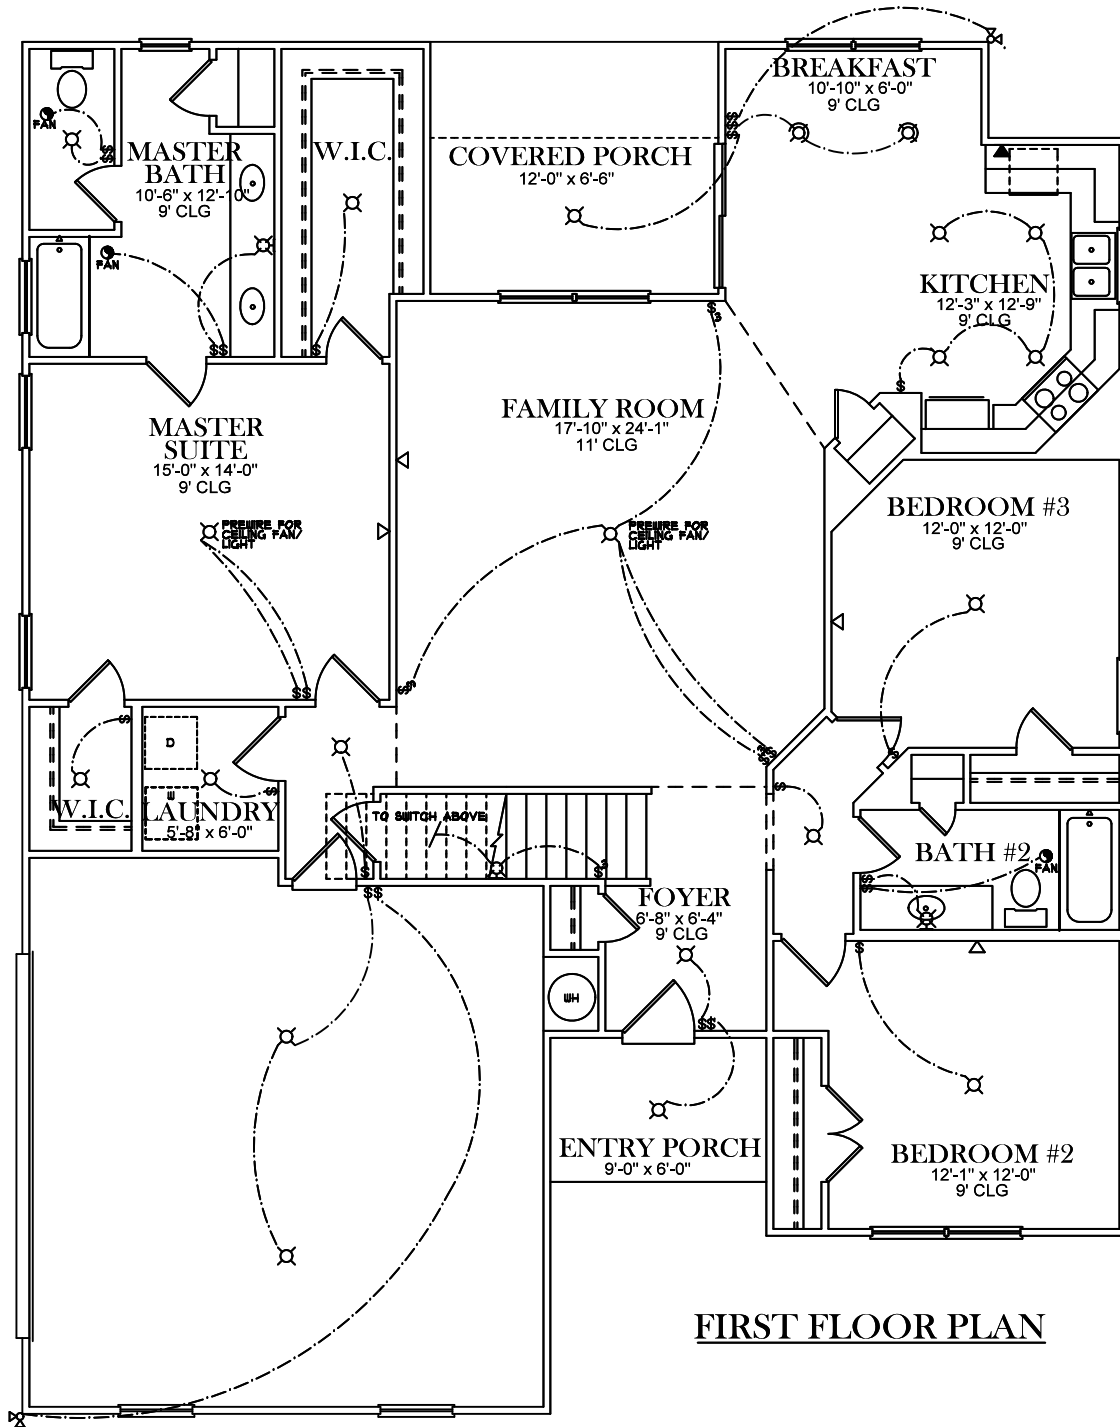 BREAKFAST
10'-10" x 6'-0"
9' CLG
FAN
MASTER
BATH
10'-6" x 12'-10"
9' CLG
W.I.C.
COVERED PORCH
12'-0" x 6'-6"
FAN
KITCHEN
12'-3" x 12'-9"
9' CLG
FAMILY ROOM
17'-10" x 24'-1"
11' CLG
MASTER
SUITE
15'-0" x 14'-0"
9' CLG
BEDROOM #3
12'-0" x 12'-0"
9' CLG
PREWIRE FOR
CEILING FAN/
LIGHT
PREWIRE FOR
CEILING FAN/
LIGHT
D
W
W.I.C.
LAUNDRY
5'-8" x 6'-0"
TO SWITCH ABOVE
BATH #2
FAN
FOYER
6'-8" x 6'-4"
9' CLG
WH
ENTRY PORCH
9'-0" x 6'-0"
BEDROOM #2
12'-1" x 12'-0"
9' CLG
FIRST FLOOR PLAN